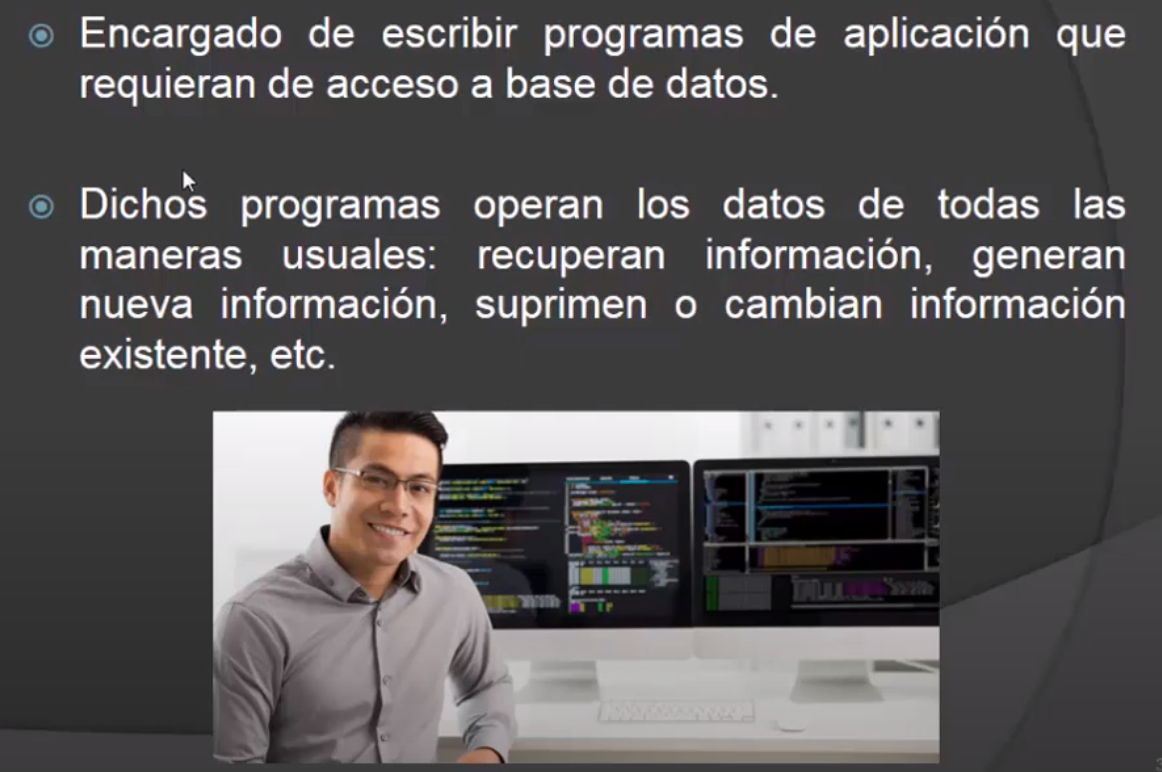 Encargado de escribir programas de aplicación que
requieran de acceso a base de datos.
Dichos programas operan los datos de todas las
maneras usuales: recuperan información, generan
nueva información, suprimen o cambian información
existente, etc.